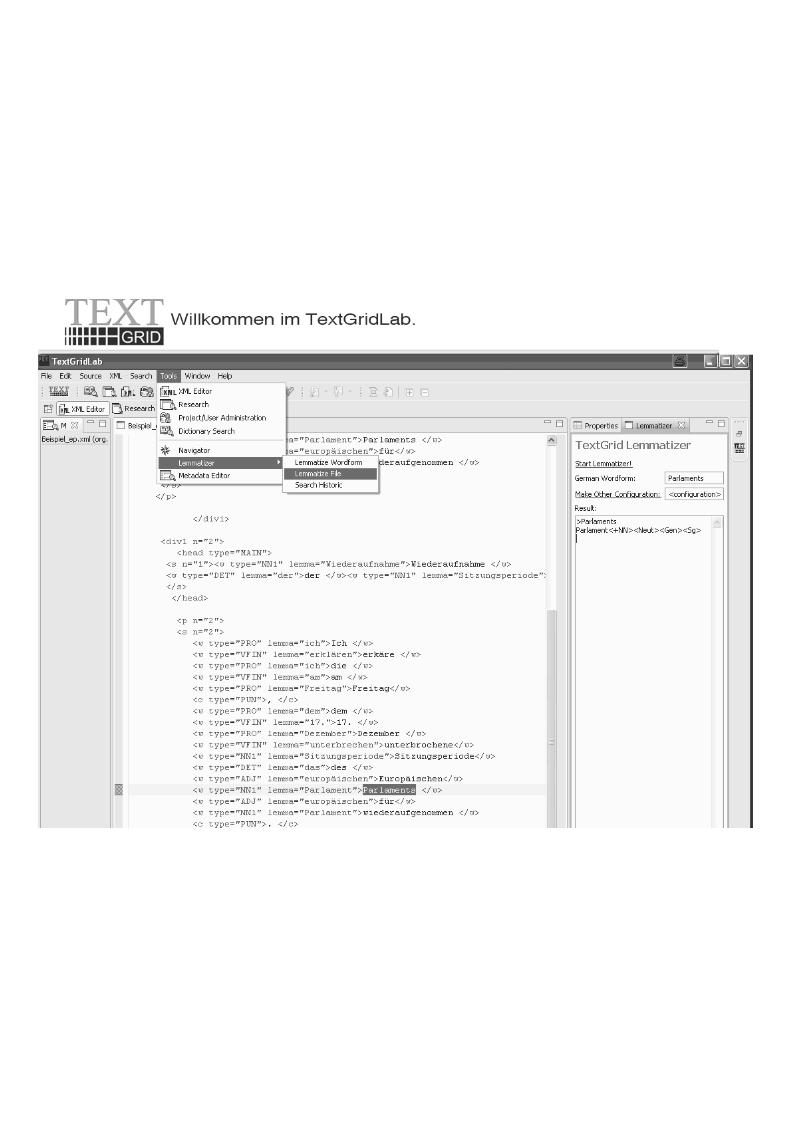 TEXT
GRID
Willkommen im TextGridLab.
TextGridLab
File Edit Source XML Search Tools Window Help
XML Editor
Research
Project/User Administration
Dictionary Search
Navigator
Lemmatizer
Metadata Editor
Lemmatize Wordform
Lemmatize File
Search Historic
XML Editor Research
M
Beispiel_ep.xml (org.
Beispiel_
ma="Parlament">Parlaments </w>
ma="europäischen">für</w>
deraufgenommen </w>
</p>
</div1>
<div1 n="2">
<head type="MAIN">
<s n="1"><w type="NN1" lemma="Wiederaufnahme">Wiederaufnahme </w>
<w type="DET" lemma="der">der </w><w type="NN1" lemma="Sitzungsperiode">
</s>
</head>
<p n="2">
<s n="2">
<w type="PRO" lemma="ich">Ich </w>
<w type="VFIN" lemma="erklären">erkäre </w>
<w type="PRO" lemma="ich">die </w>
<w type="VFIN" lemma="am">am </w>
<w type="PRO" lemma="Freitag">Freitag</w>
<c type="PUN">, </c>
<w type="PRO" lemma="dem">dem </w>
<w type="VFIN" lemma="17.">17. </w>
<w type="PRO" lemma="Dezember">Dezember </w>
<w type="VFIN" lemma="unterbrechen">unterbrochene</w>
<w type="NN1" lemma="Sitzungsperiode">Sitzungsperiode</w>
<w type="DET" lemma="das">des </w>
<w type="ADJ" lemma="europäischen">Europäischen</w>
<w type="NN1" lemma="Parlament">Parlaments </w>
<w type="ADJ" lemma="europäischen">für</w>
<w type="NN1" lemma="Parlament">wiederaufgenommen </w>
<c type="PUN">. </c>
Properties Lemmatizer
TextGrid Lemmatizer
Start Lemmatizer!
German Wordform: Parlaments
Make Other Configuration: <configuration>
Result:
>Parlaments
Parlament<+NN><Neut><Gen><Sg>